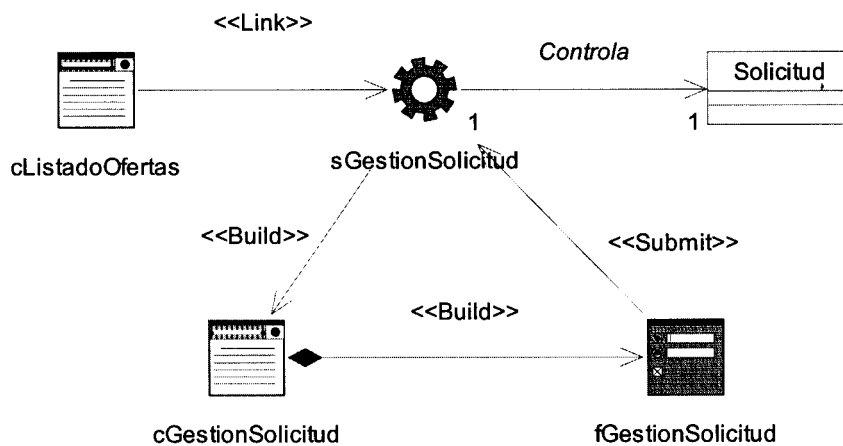 <<Link>>
Controla
Solicitud
1
1
cListadoOfertas
sGestionSolicitud
<<Build>>
<<Submit>>
<<Build>>
cGestionSolicitud
fGestionSolicitud